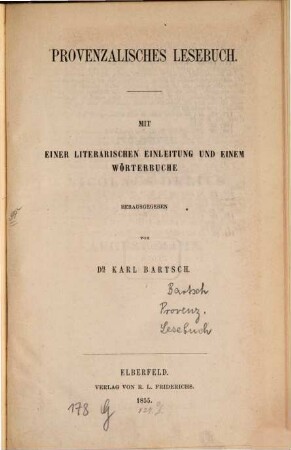 PROVENZALISCHES LESEBUCH.
MIT
EINER LITERARISCHEN EINLEITUNG UND EINEM
WÖRTERBUCHE
HERAUSGEGEBEN
VON
DR KARL BARTSCH.
Bartsch
Provenz.
Lesebuch
ELBERFELD.
VERLAG VON R. L. FRIDERICHS.
1855.
178 G